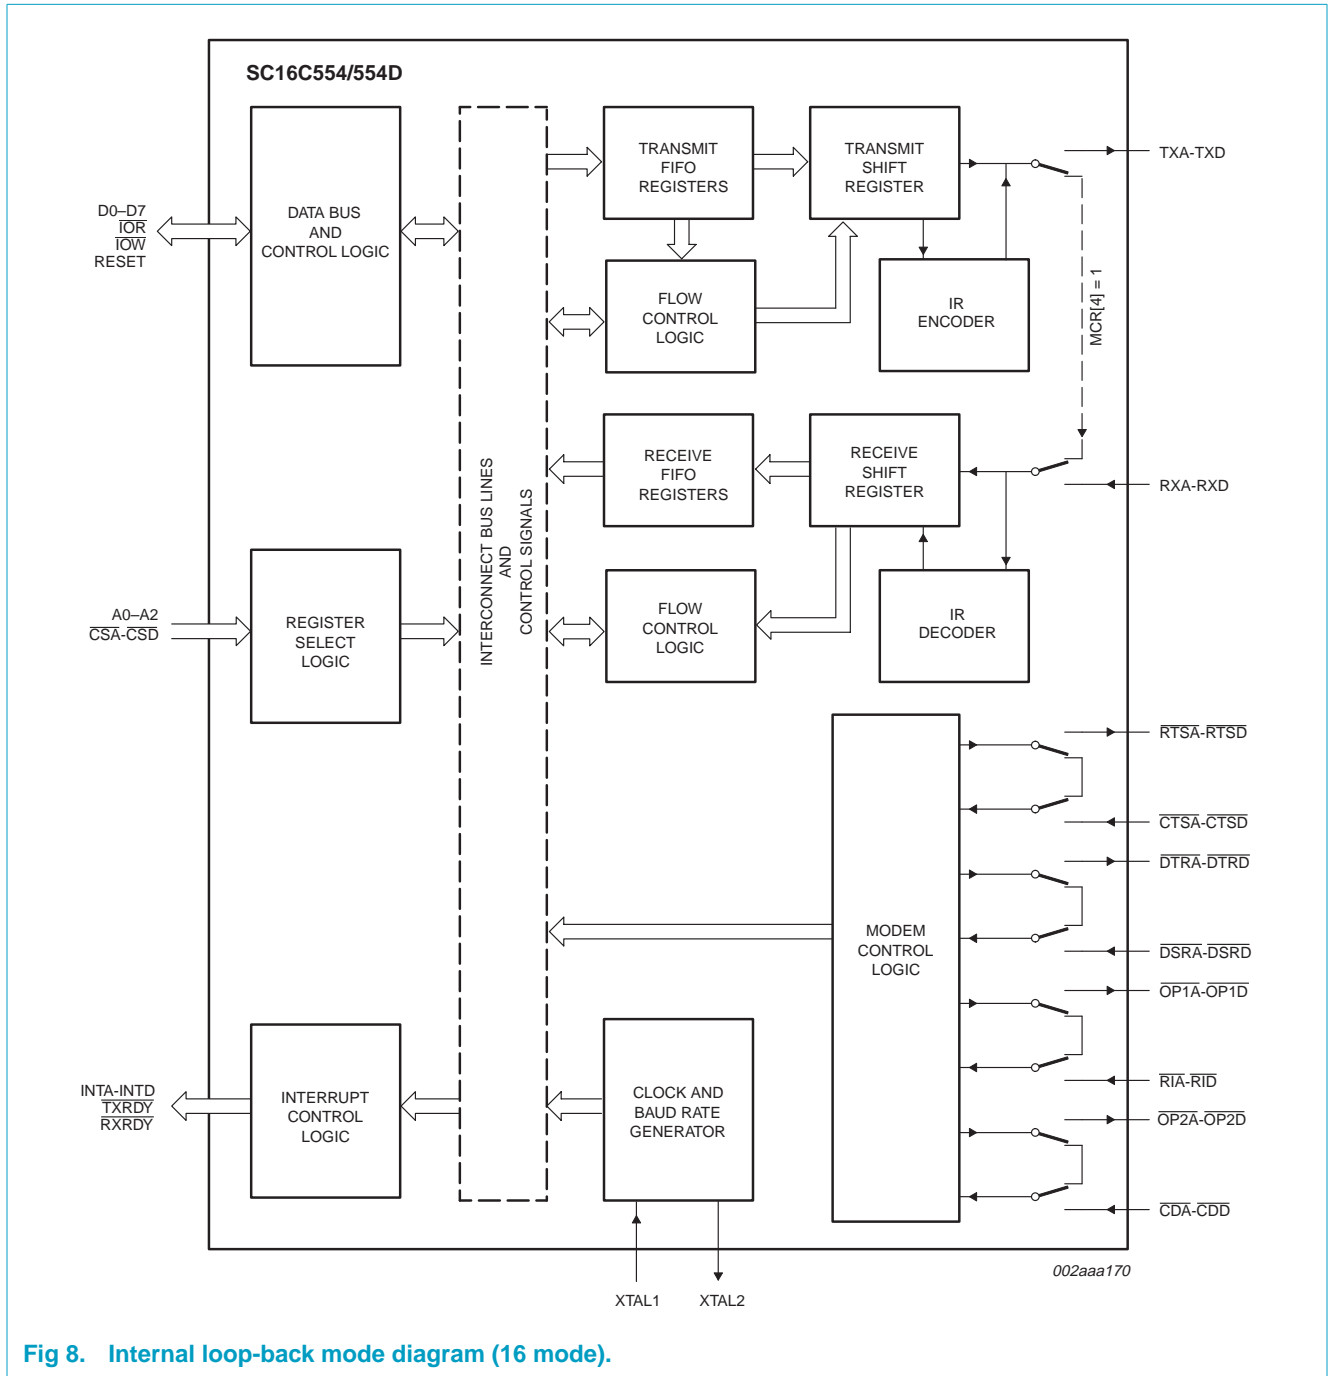 SC16C554/554D
D0–D7
IOR
IOW
RESET
DATA BUS
AND
CONTROL LOGIC
TRANSMIT
FIFO
REGISTERS
TRANSMIT
SHIFT
REGISTER
TXA-TXD
FLOW
CONTROL
LOGIC
IR
ENCODER
MCR[4] = 1
RECEIVE
FIFO
REGISTERS
RECEIVE
SHIFT
REGISTER
RXA-RXD
INTERCONNECT BUS LINES
AND
CONTROL SIGNALS
A0–A2
CSA-CSD
REGISTER
SELECT
LOGIC
FLOW
CONTROL
LOGIC
IR
DECODER
RTSA-RTSD
CTSA-CTSD
DTRA-DTRD
MODEM
CONTROL
LOGIC
DSRA-DSRD
OP1A-OP1D
RIA-RID
OP2A-OP2D
CDA-CDD
INTA-INTD
TXRDY
RXRDY
INTERRUPT
CONTROL
LOGIC
CLOCK AND
BAUD RATE
GENERATOR
XTAL1
XTAL2
002aaa170
Fig 8. Internal loop-back mode diagram (16 mode).